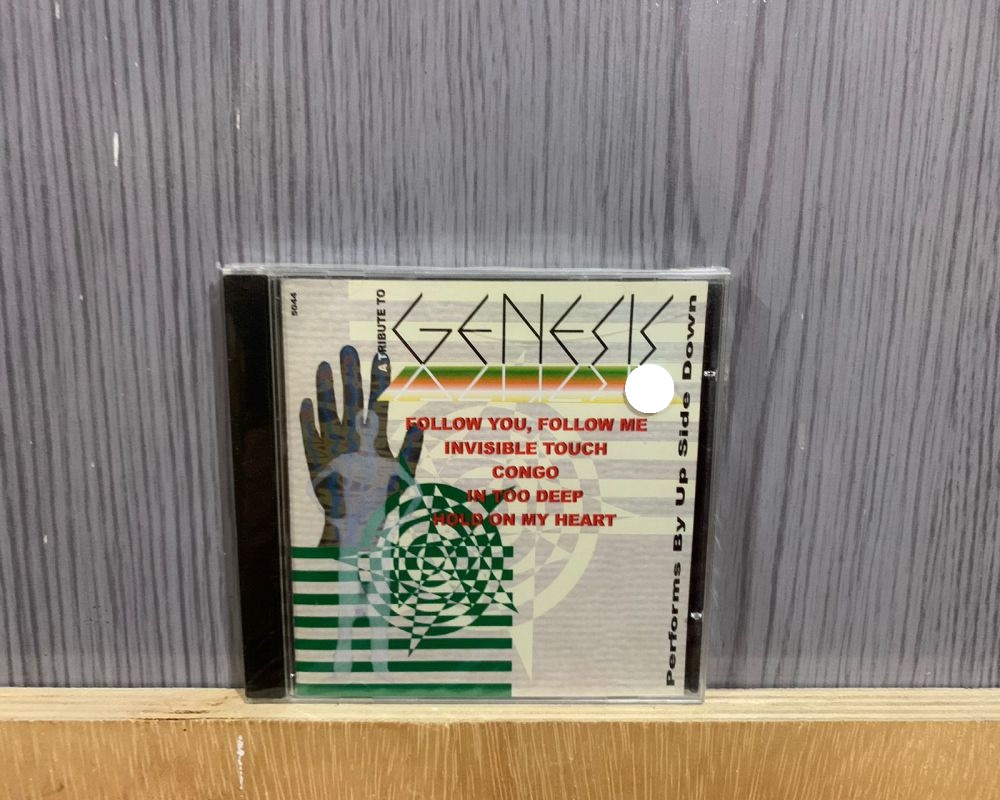 5044
A TRIBUTE TO
GENESIS
FOLLOW YOU, FOLLOW ME
INVISIBLE TOUCH
CONGO
IN TOO DEEP
HOLD ON MY HEART
Performs By Up Side Down